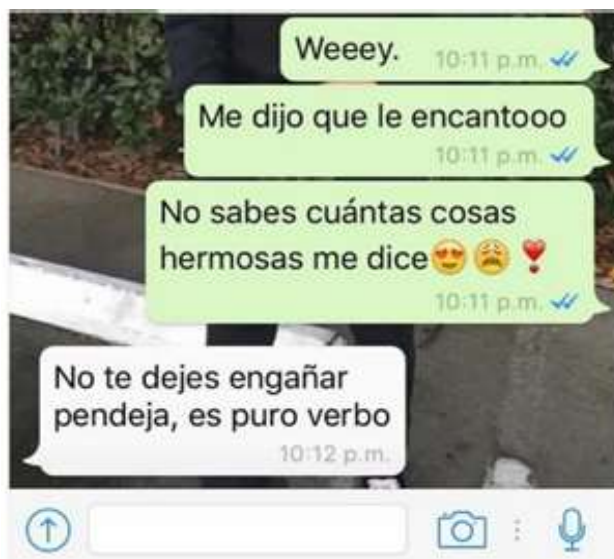 Weeey.
10:11 p.m.
Me dijo que le encantooo
10:11 p.m.
No sabes cuántas cosas
hermosas me dice😍😩❣️
10:11 p.m.
No te dejes engañar
pendeja, es puro verbo
10:12 p.m.